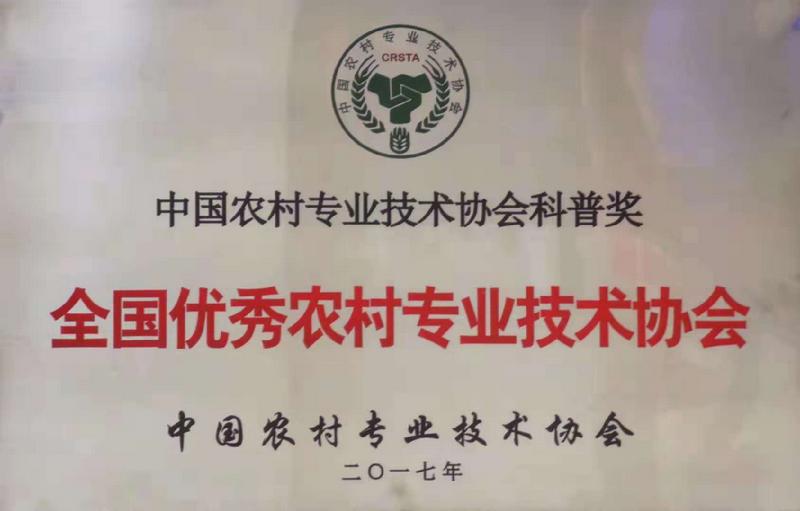 中国农村专业技术协会
CRSTA
中国农村专业技术协会科普奖
全国优秀农村专业技术协会
中国农村专业技术协会
二〇一七年